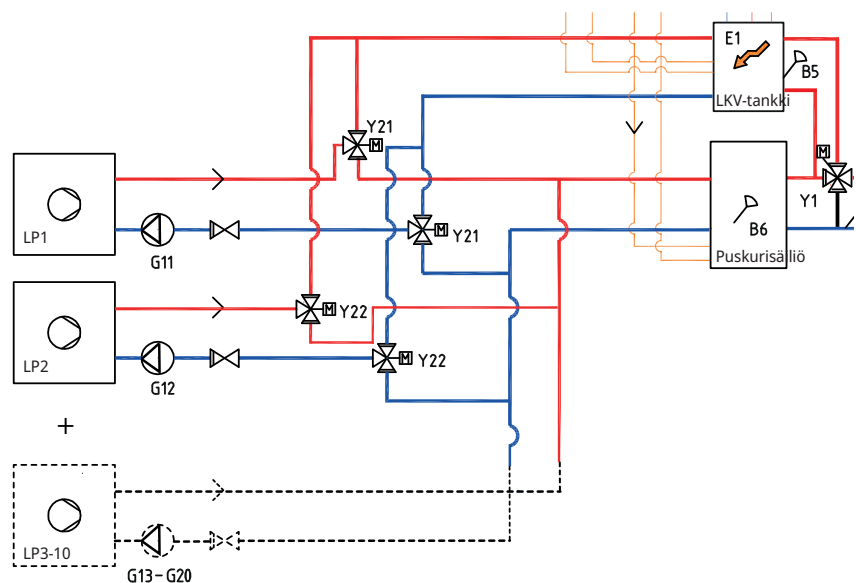 E1
B5
LKV-tankki
Y21
M
M
LP1
G11
M
Y21
Y1
B6
Puskurisäiliö
M
Y22
LP2
G12
M
Y22
+
LP3-10
G13-G20